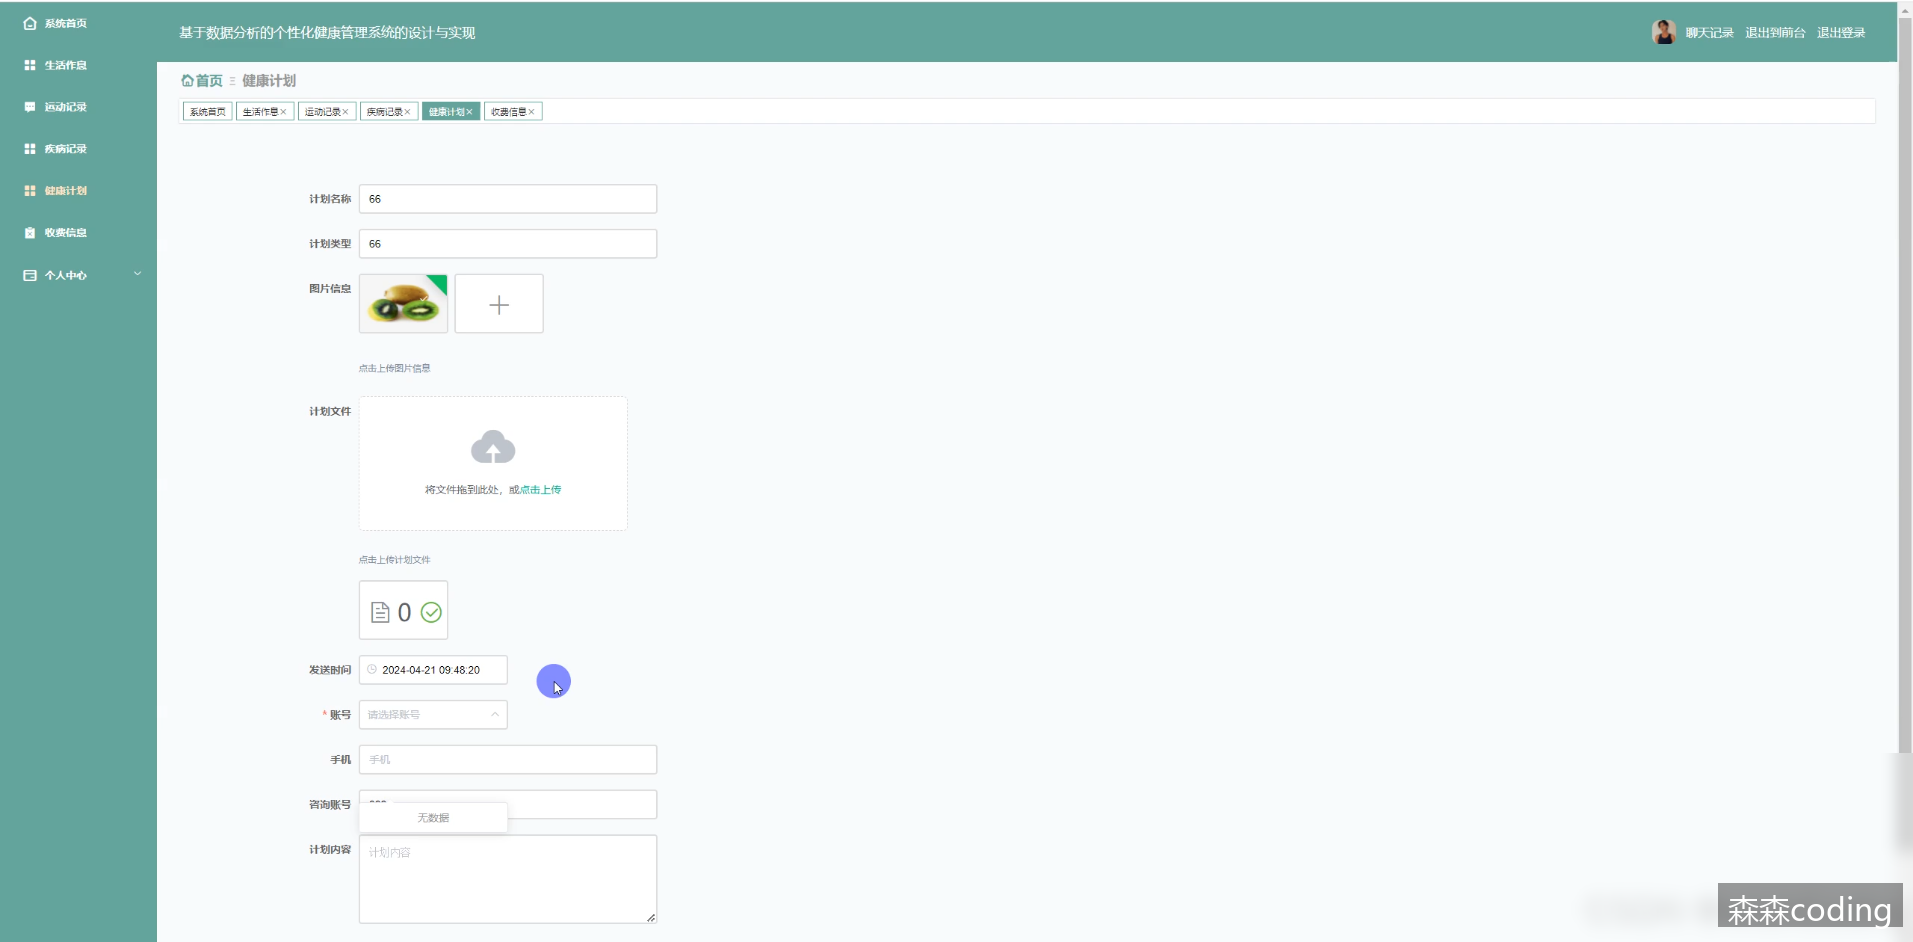 系统首页
生活作息
运动记录
疾病记录
健康计划
收费信息
个人中心
基于数据分析的个性化健康管理系统的设计与实现
聊天记录 退出到前台 退出登录
首页 健康计划
系统首页 生活作息× 运动记录× 疾病记录× 健康计划× 收费信息×
计划名称 66
计划类型 66
图片信息
点击上传图片信息
计划文件
将文件拖到此处，或点击上传
点击上传计划文件
0
发送时间 2024-04-21 09:48:20
* 账号 请选择账号
手机 手机
咨询账号
无数据
计划内容 计划内容
森森coding